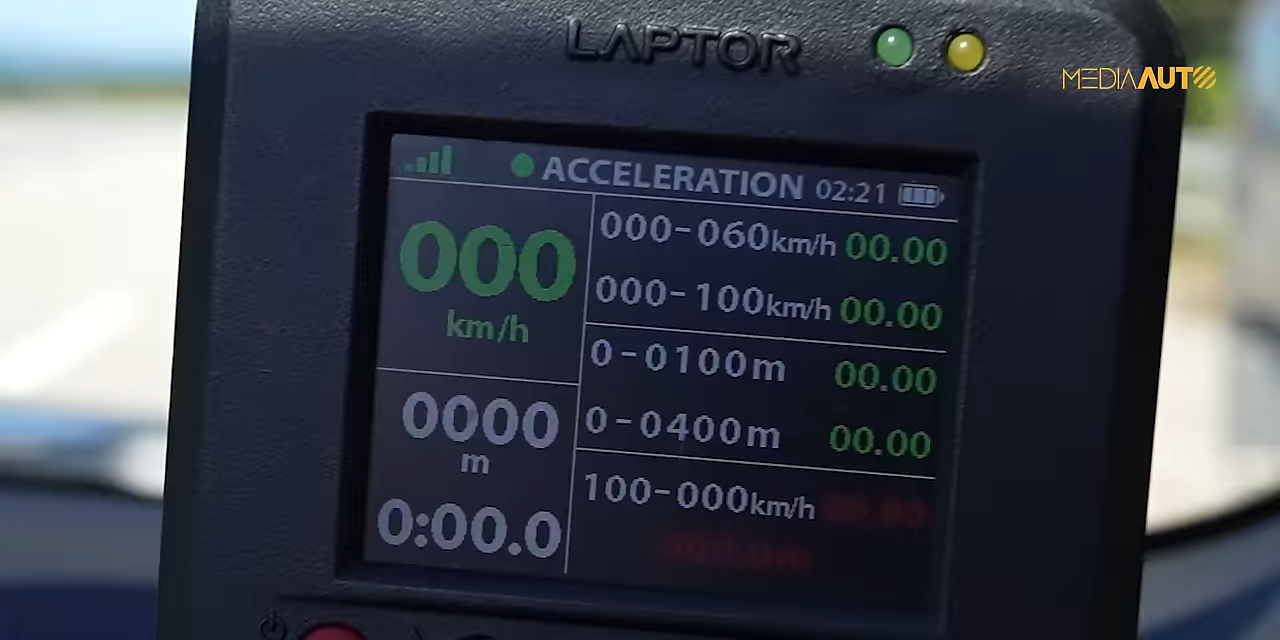 LAPTOR
MEDIAAUTO
ACCELERATION 02:21
000
km/h
0000
m
0:00.0
000-060km/h 00.00
000-100km/h 00.00
0-0100m 00.00
0-0400m 00.00
100-000km/h